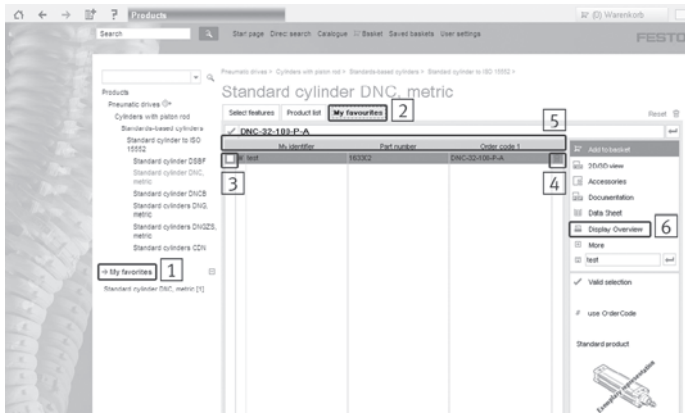 Products
(0) Warenkorb
Search
Start page Direct search Catalogue Basket Saved baskets User settings
FESTO
Pneumatic drives > Cylinders with piston rod > Standards-based cylinders > Standard cylinder to ISO 15552 >
Products
Pneumatic drives
Cylinders with piston rod
Standards-based cylinders
Standard cylinder to ISO
15552
Standard cylinder DSBF
Standard cylinder DNC,
metric
Standard cylinder DNCB
Standard cylinders DNG,
metric
Standard cylinders DNGZS,
metric
Standard cylinders CDN
→ My favorites
1
Standard cylinder DNC, metric [1]
Standard cylinder DNC, metric
Select features Product list My favourites
2
Reset
DNC-32-100-P-A
5
My identifier Part number Order code 1
# test 163302 DNC-32-100-P-A
3
4
Add to basket
2D/3D view
Accessories
Documentation
Data Sheet
Display Overview
6
More
test
Valid selection
# use OrderCode
Standard product
Exemplary representation